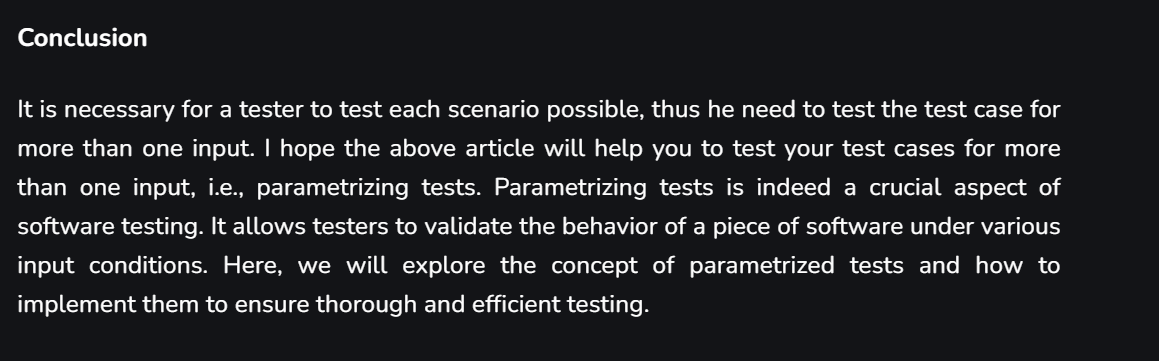 Conclusion
It is necessary for a tester to test each scenario possible, thus he need to test the test case for
more than one input. I hope the above article will help you to test your test cases for more
than one input, i.e., parametrizing tests. Parametrizing tests is indeed a crucial aspect of
software testing. It allows testers to validate the behavior of a piece of software under various
input conditions. Here, we will explore the concept of parametrized tests and how to
implement them to ensure thorough and efficient testing.